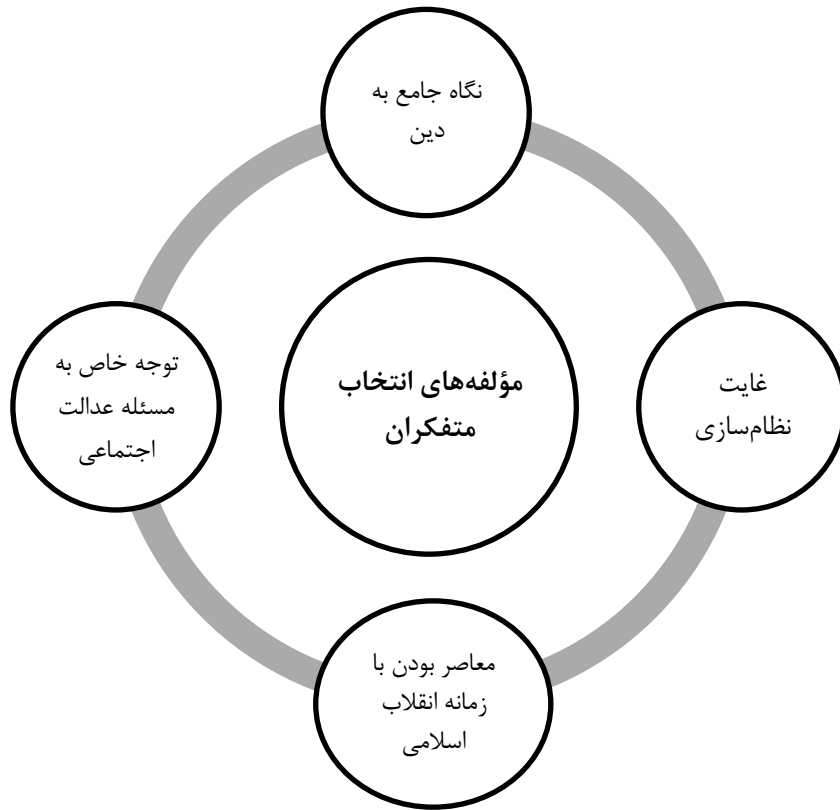 نگاه جامع به
دین
غایت
نظام‌سازی
مؤلفه‌های انتخاب
متفکران
توجه خاص به
مسئله عدالت
اجتماعی
معاصر بودن با
زمانه انقلاب
اسلامی